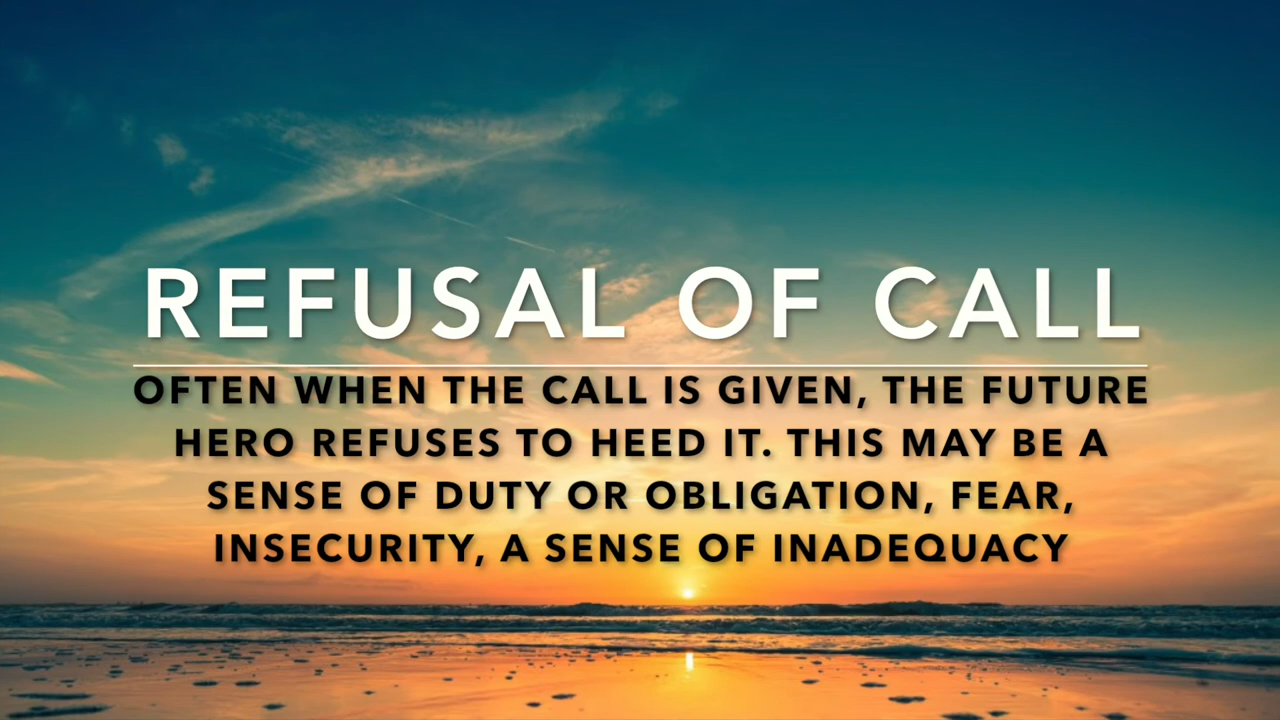 REFUSAL OF CALL
OFTEN WHEN THE CALL IS GIVEN, THE FUTURE
HERO REFUSES TO HEED IT. THIS MAY BE A
SENSE OF DUTY OR OBLIGATION, FEAR,
INSECURITY, A SENSE OF INADEQUACY